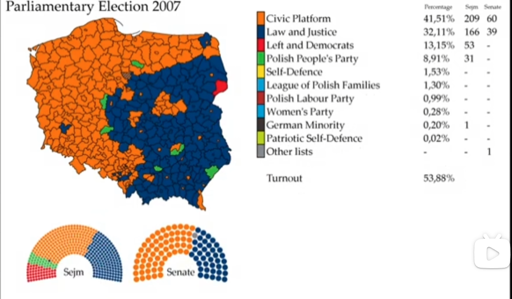 Parliamentary Election 2007
Percentage Sejm Senate
Civic Platform 41,51% 209 60
Law and Justice 32,11% 166 39
Left and Democrats 13,15% 53 -
Polish People's Party 8,91% 31 -
Self-Defence 1,53% - -
League of Polish Families 1,30% - -
Polish Labour Party 0,99% - -
Women's Party 0,28% - -
German Minority 0,20% 1 -
Patriotic Self-Defence 0,02% - -
Other lists - - 1
Turnout 53,88%
Sejm Senate